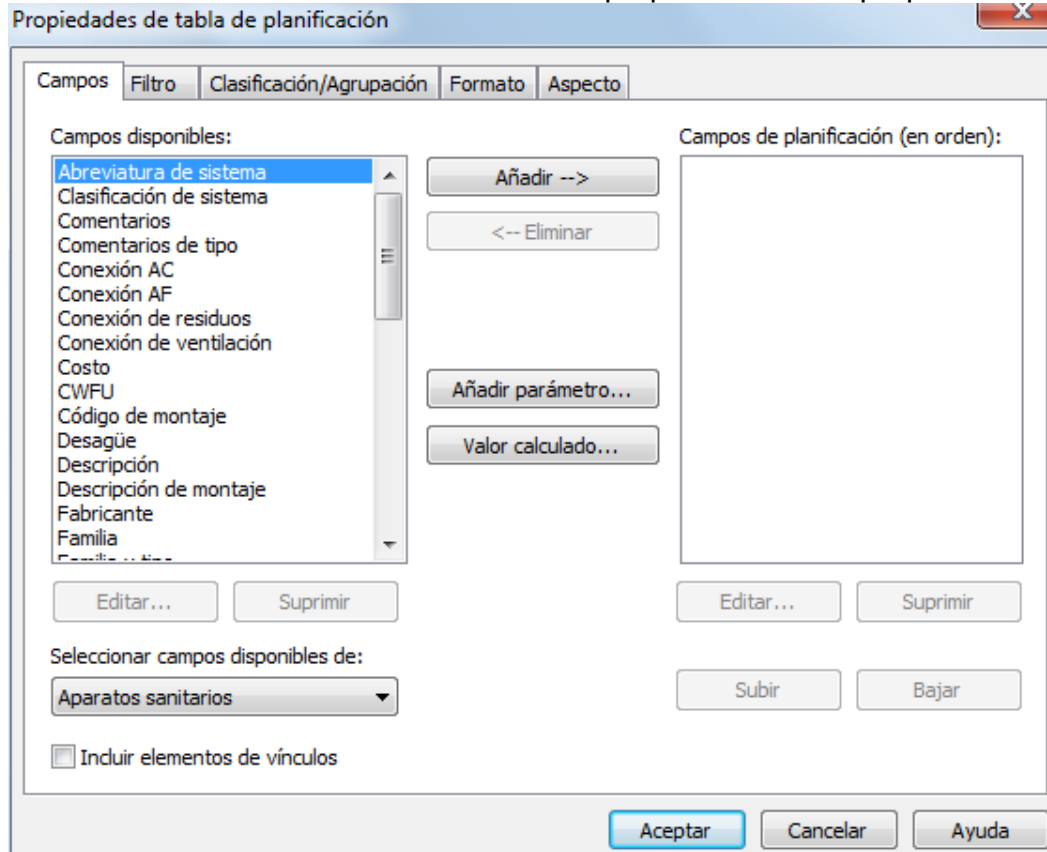 Propiedades de tabla de planificación
Campos Filtro Clasificación/Agrupación Formato Aspecto
Campos disponibles:
Campos de planificación (en orden):
Abreviatura de sistema
Clasificación de sistema
Comentarios
Comentarios de tipo
Conexión AC
Conexión AF
Conexión de residuos
Conexión de ventilación
Costo
CWFU
Código de montaje
Desagüe
Descripción
Descripción de montaje
Fabricante
Familia
Familia y tipo
Añadir -->
<-- Eliminar
Añadir parámetro...
Valor calculado...
Editar... Suprimir
Editar... Suprimir
Seleccionar campos disponibles de:
Aparatos sanitarios
Subir Bajar
Incluir elementos de vínculos
Aceptar Cancelar Ayuda